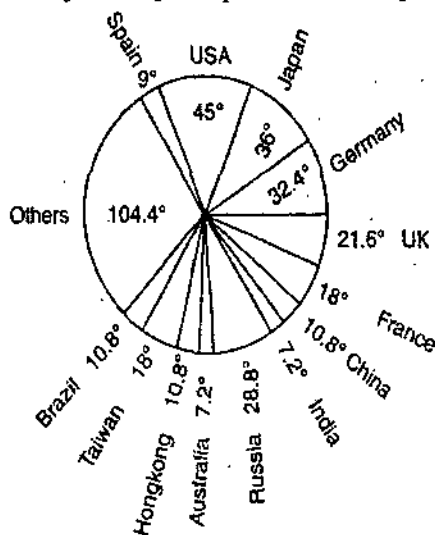 Spain 9°
USA
45°
Japan
36°
Germany
32.4°
21.6° UK
18° France
10.8° China
7.2° India
28.8° Russia
7.2° Australia
10.8° Hongkong
18° Taiwan
10.8° Brazil
Others 104.4°